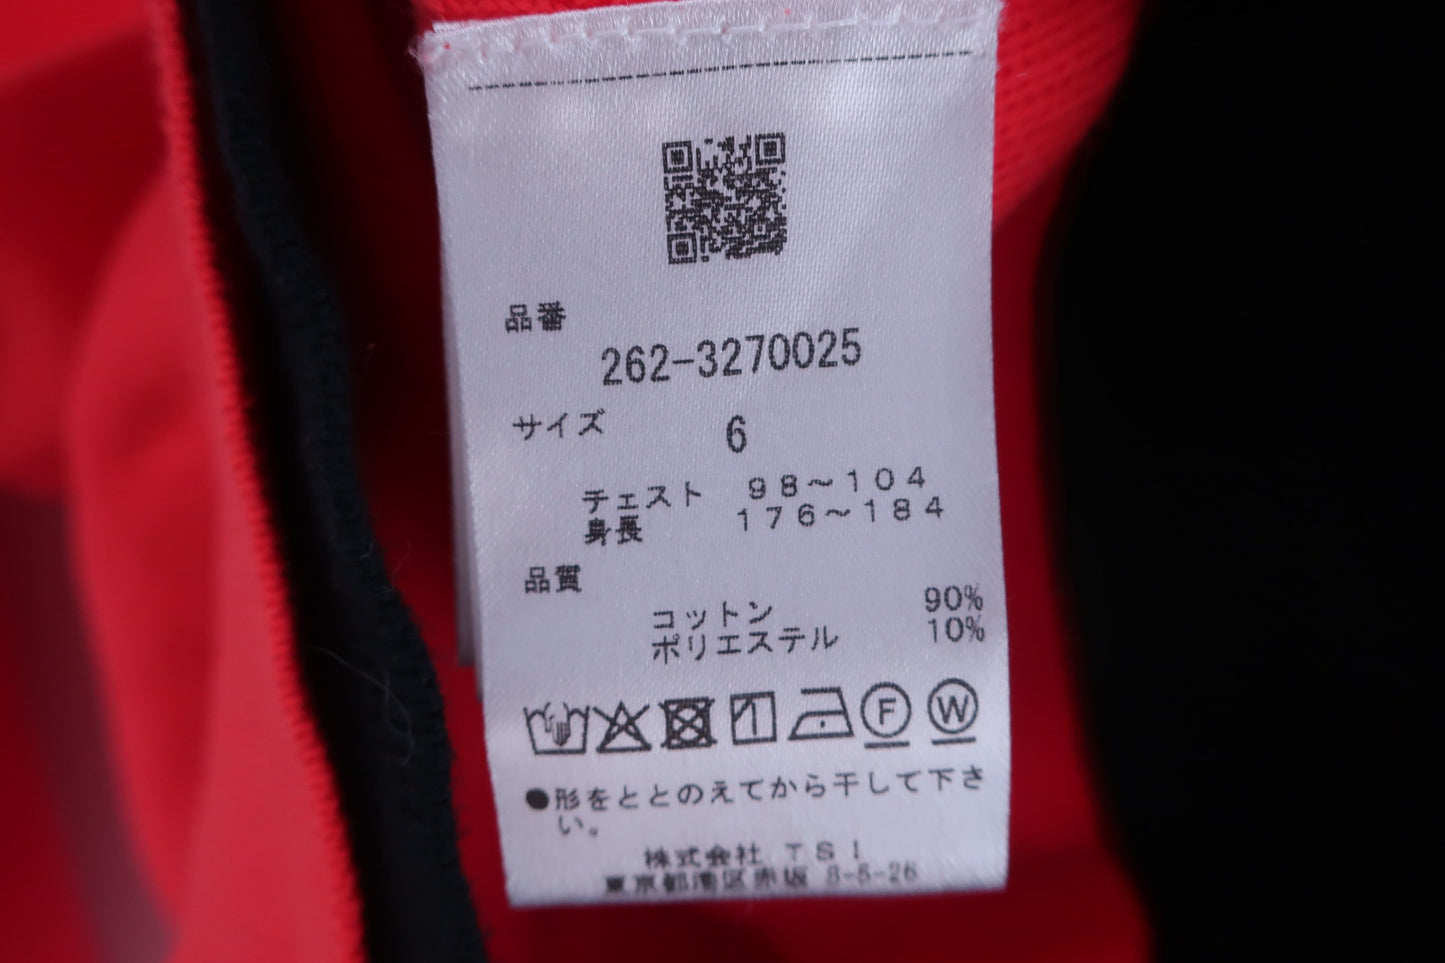 品番
262-3270025
サイズ 6
チェスト 98～104
身長 176～184
品質
コットン 90%
ポリエステル 10%
F W
●形をととのえてから干して下さ
い。
株式会社 TSI
東京都港区赤坂 8-5-26